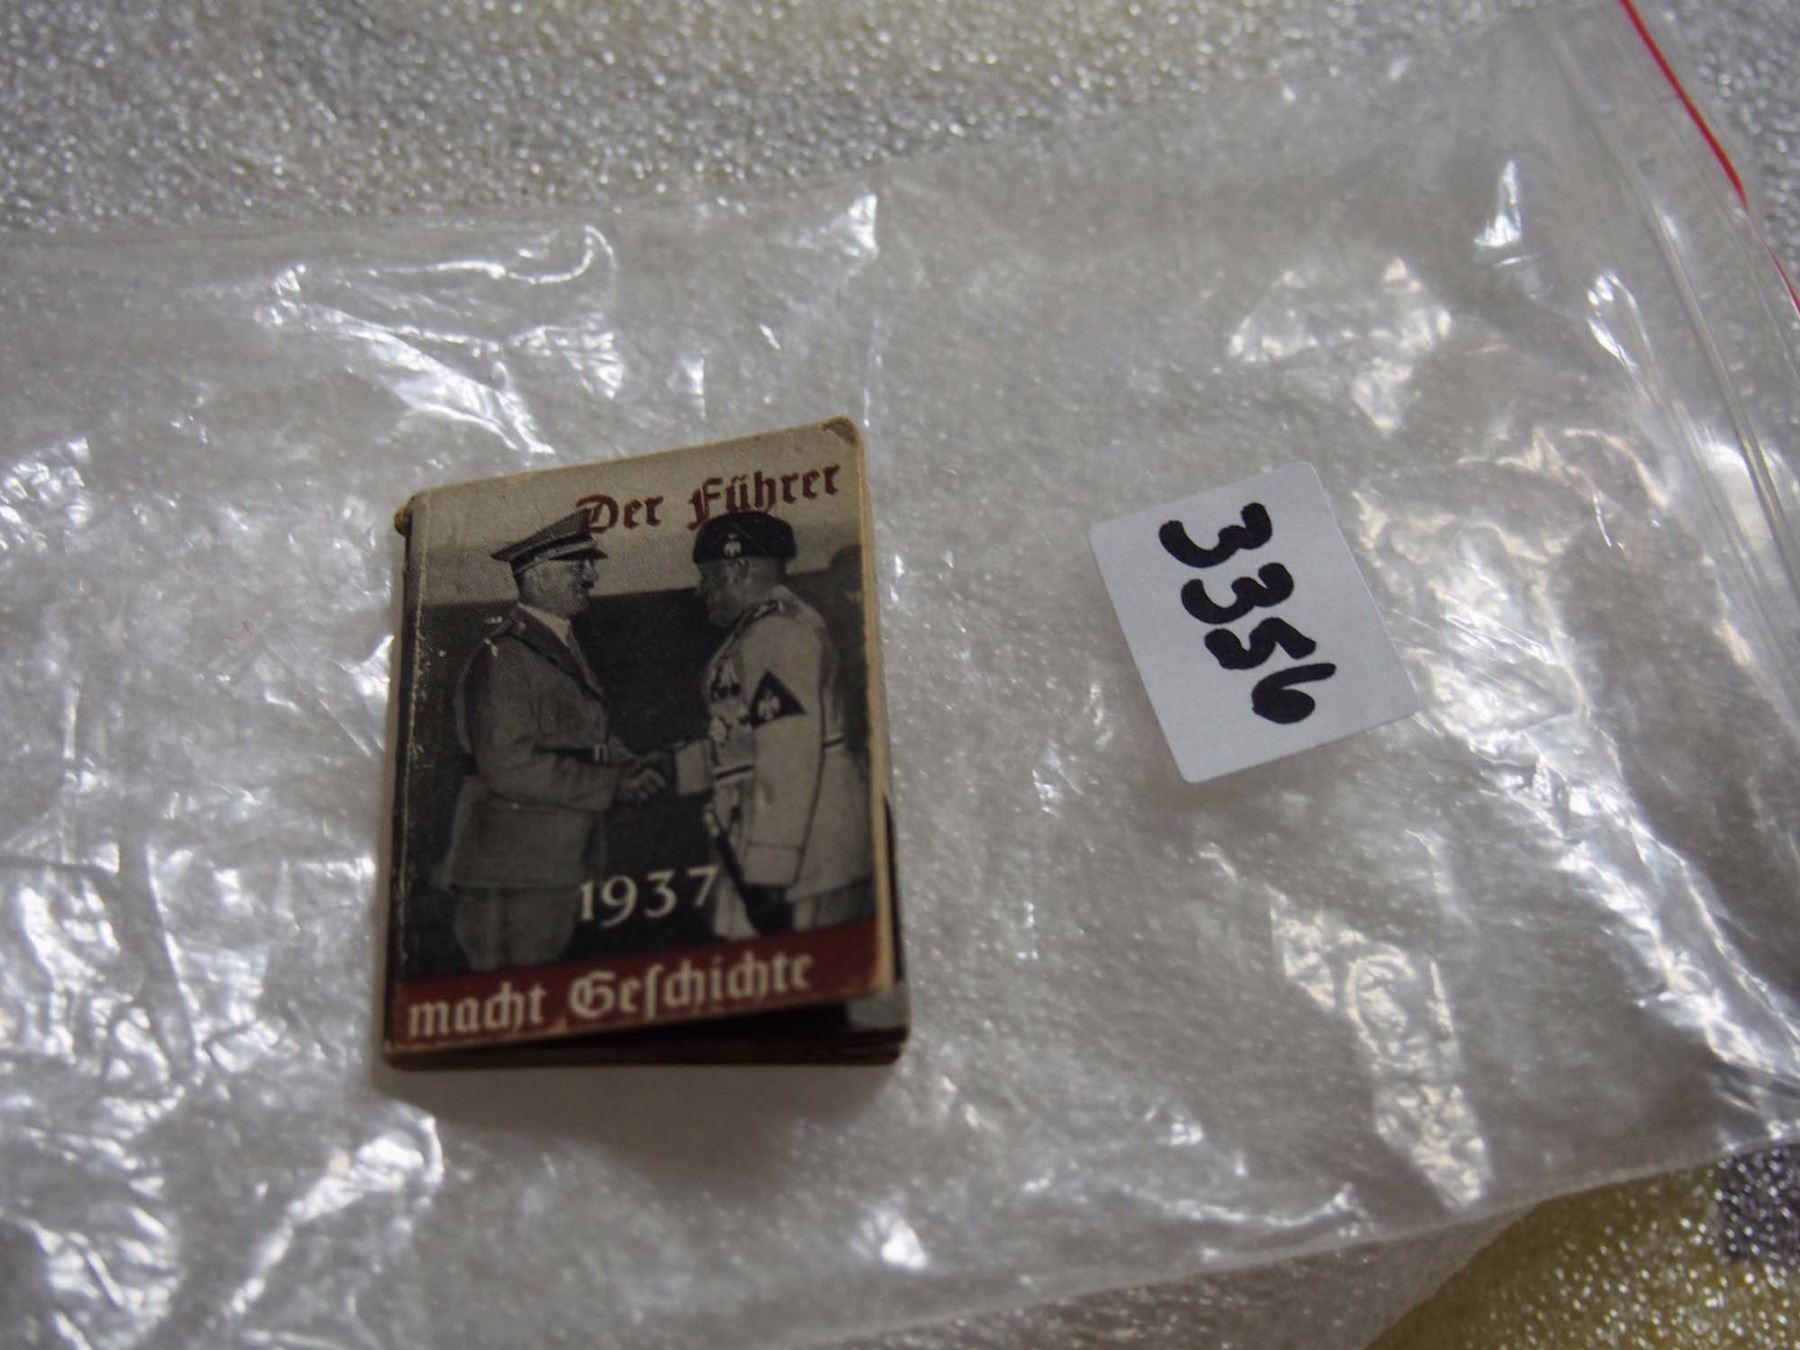 Der Führer
1937
macht Geſchichte
3356